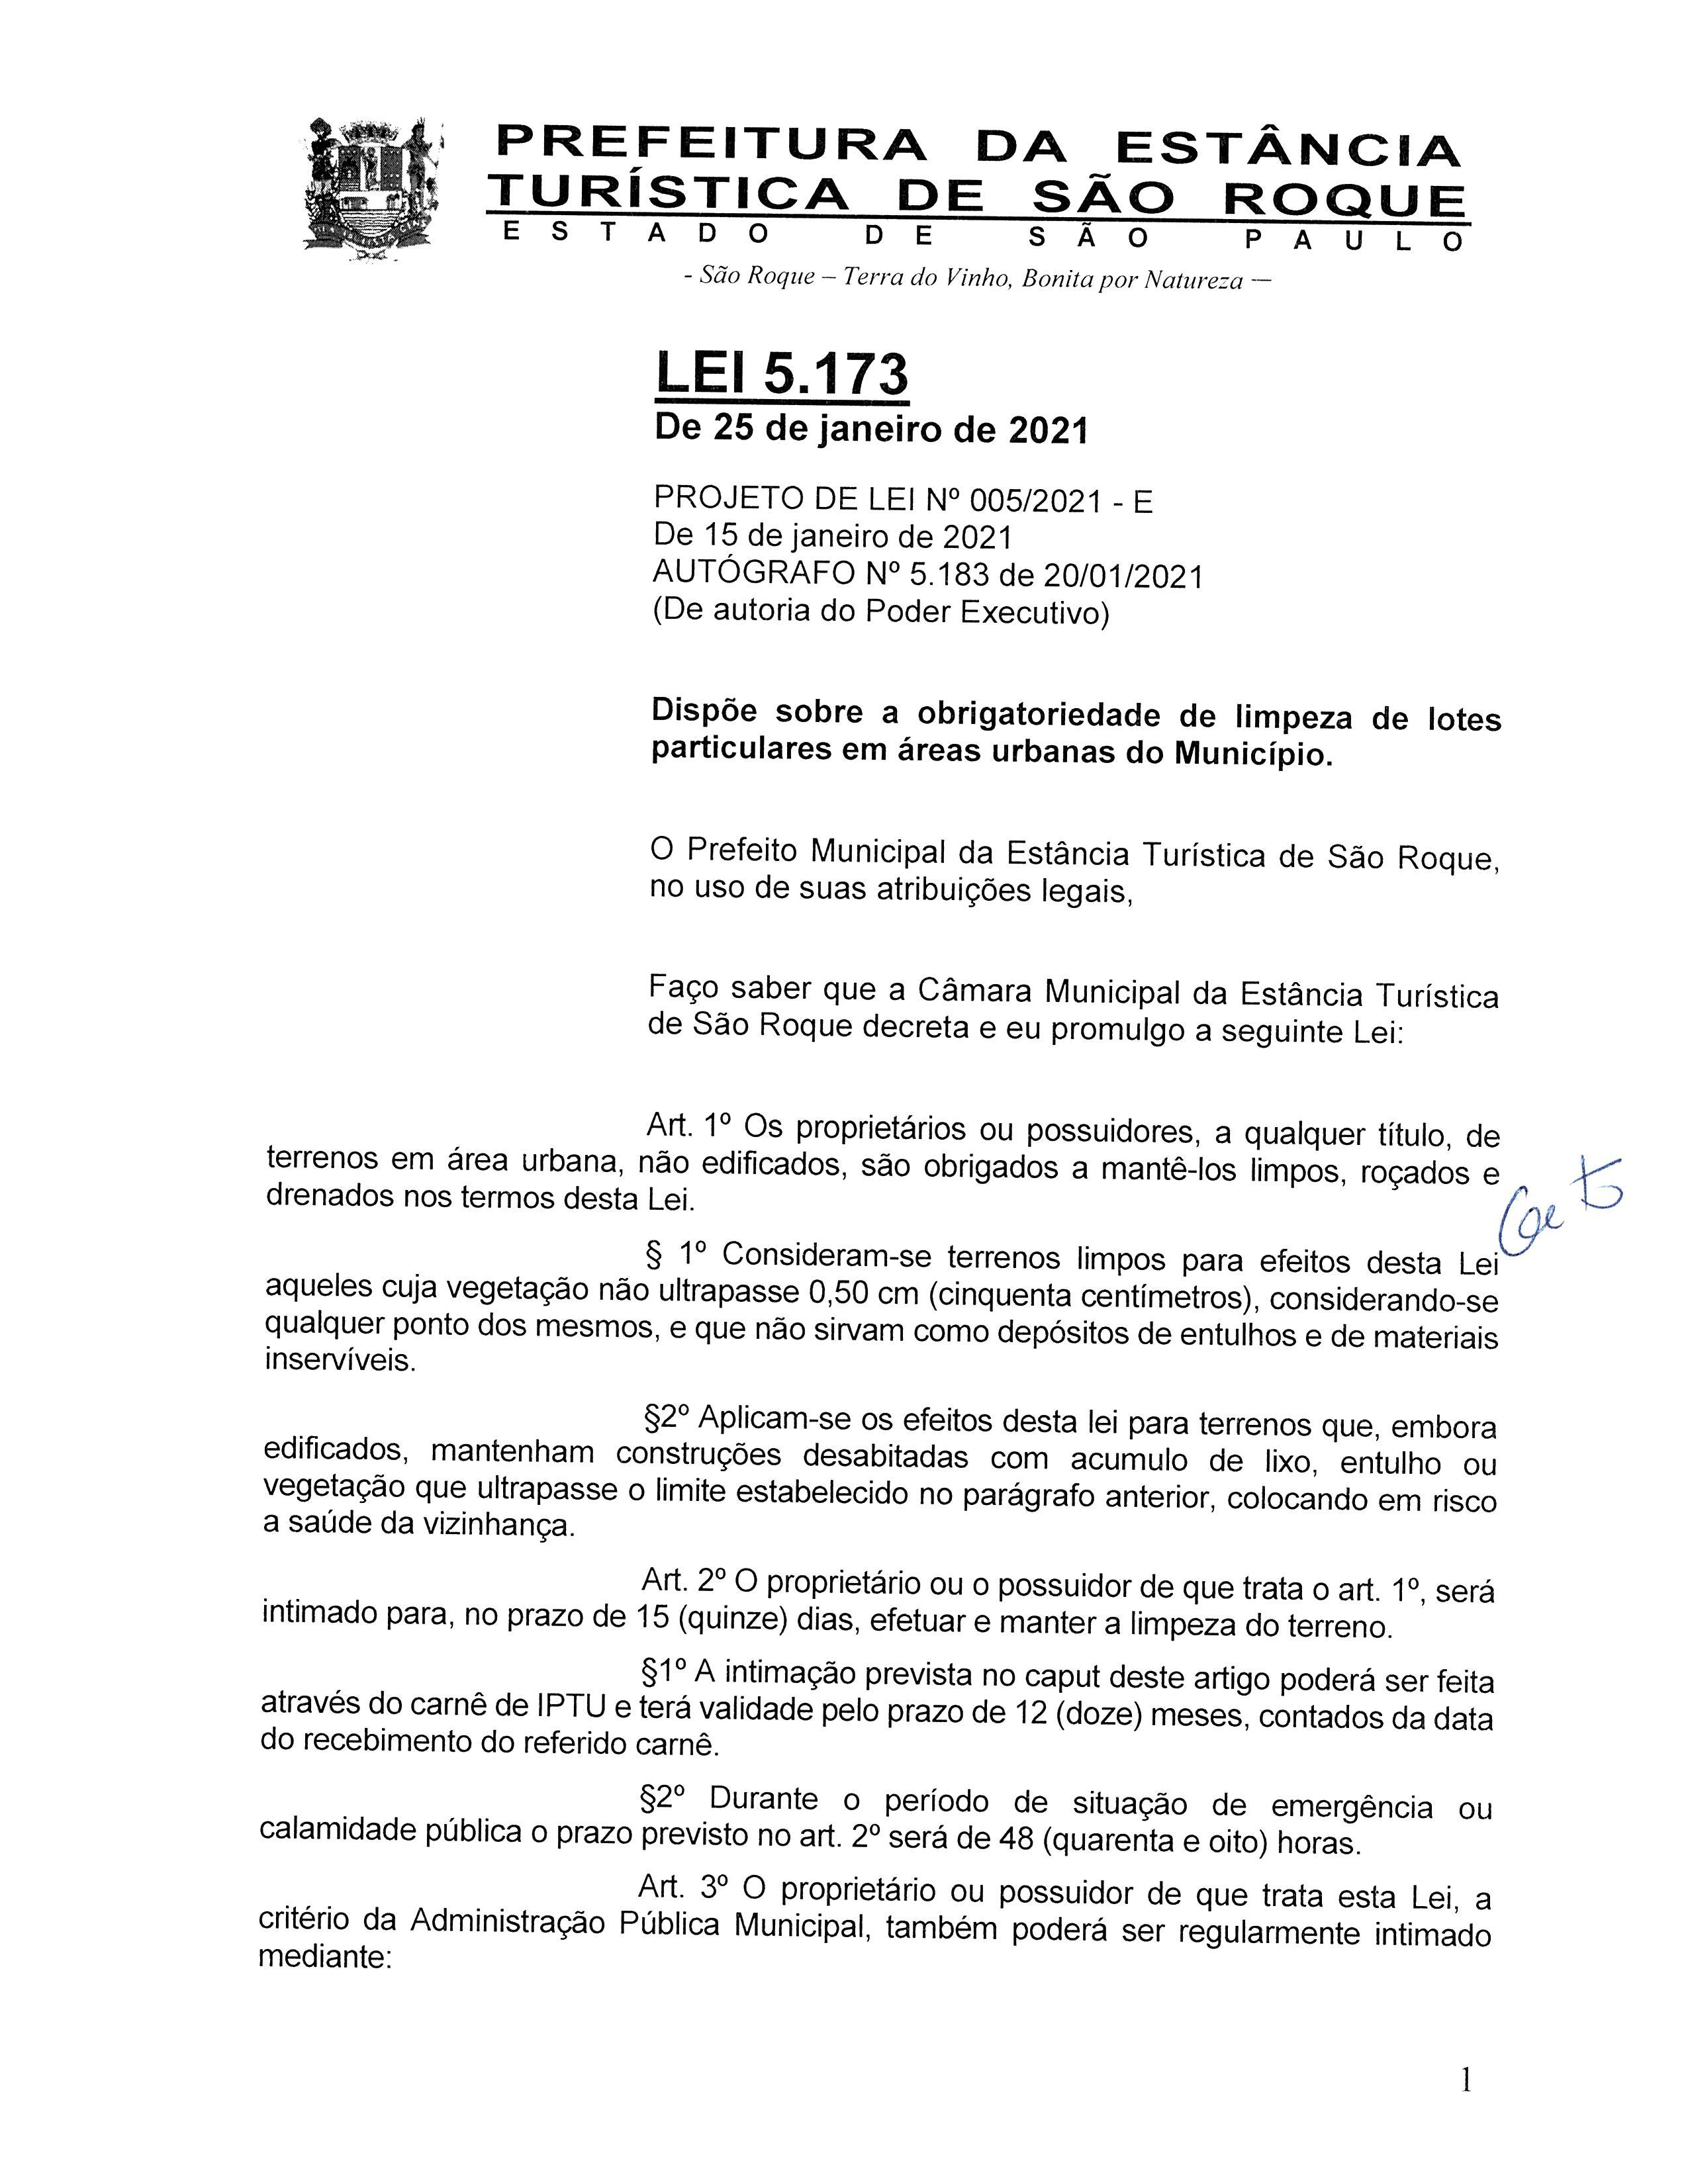 PREFEITURA DA ESTÂNCIA
TURÍSTICA DE SÃO ROQUE
ESTADO DE SÃO PAULO
- São Roque – Terra do Vinho, Bonita por Natureza —
LEI 5.173
De 25 de janeiro de 2021
PROJETO DE LEI Nº 005/2021 - E
De 15 de janeiro de 2021
AUTÓGRAFO Nº 5.183 de 20/01/2021
(De autoria do Poder Executivo)
Dispõe sobre a obrigatoriedade de limpeza de lotes
particulares em áreas urbanas do Município.
O Prefeito Municipal da Estância Turística de São Roque,
no uso de suas atribuições legais,
Faço saber que a Câmara Municipal da Estância Turística
de São Roque decreta e eu promulgo a seguinte Lei:
Art. 1º Os proprietários ou possuidores, a qualquer título, de
terrenos em área urbana, não edificados, são obrigados a mantê-los limpos, roçados e
drenados nos termos desta Lei.
§ 1º Consideram-se terrenos limpos para efeitos desta Lei
aqueles cuja vegetação não ultrapasse 0,50 cm (cinquenta centímetros), considerando-se
qualquer ponto dos mesmos, e que não sirvam como depósitos de entulhos e de materiais
inservíveis.
§2º Aplicam-se os efeitos desta lei para terrenos que, embora
edificados, mantenham construções desabitadas com acumulo de lixo, entulho ou
vegetação que ultrapasse o limite estabelecido no parágrafo anterior, colocando em risco
a saúde da vizinhança.
Art. 2º O proprietário ou o possuidor de que trata o art. 1º, será
intimado para, no prazo de 15 (quinze) dias, efetuar e manter a limpeza do terreno.
§1º A intimação prevista no caput deste artigo poderá ser feita
através do carnê de IPTU e terá validade pelo prazo de 12 (doze) meses, contados da data
do recebimento do referido carnê.
§2º Durante o período de situação de emergência ou
calamidade pública o prazo previsto no art. 2º será de 48 (quarenta e oito) horas.
Art. 3º O proprietário ou possuidor de que trata esta Lei, a
critério da Administração Pública Municipal, também poderá ser regularmente intimado
mediante:
1